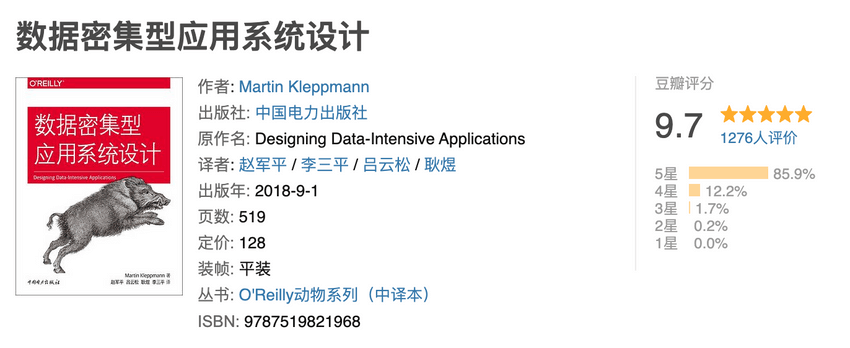 数据密集型应用系统设计
O'REILLY®
数据密集型
应用系统设计
Designing Data-Intensive Applications
Martin Kleppmann 著
赵军平 吕云松 耿煜 李三平 译
中国电力出版社
作者: Martin Kleppmann
出版社: 中国电力出版社
原作名: Designing Data-Intensive Applications
译者: 赵军平 / 李三平 / 吕云松 / 耿煜
出版年: 2018-9-1
页数: 519
定价: 128
装帧: 平装
丛书: O'Reilly动物系列（中译本）
ISBN: 9787519821968
豆瓣评分
9.7
1276人评价
5星 85.9%
4星 12.2%
3星 1.7%
2星 0.2%
1星 0.0%